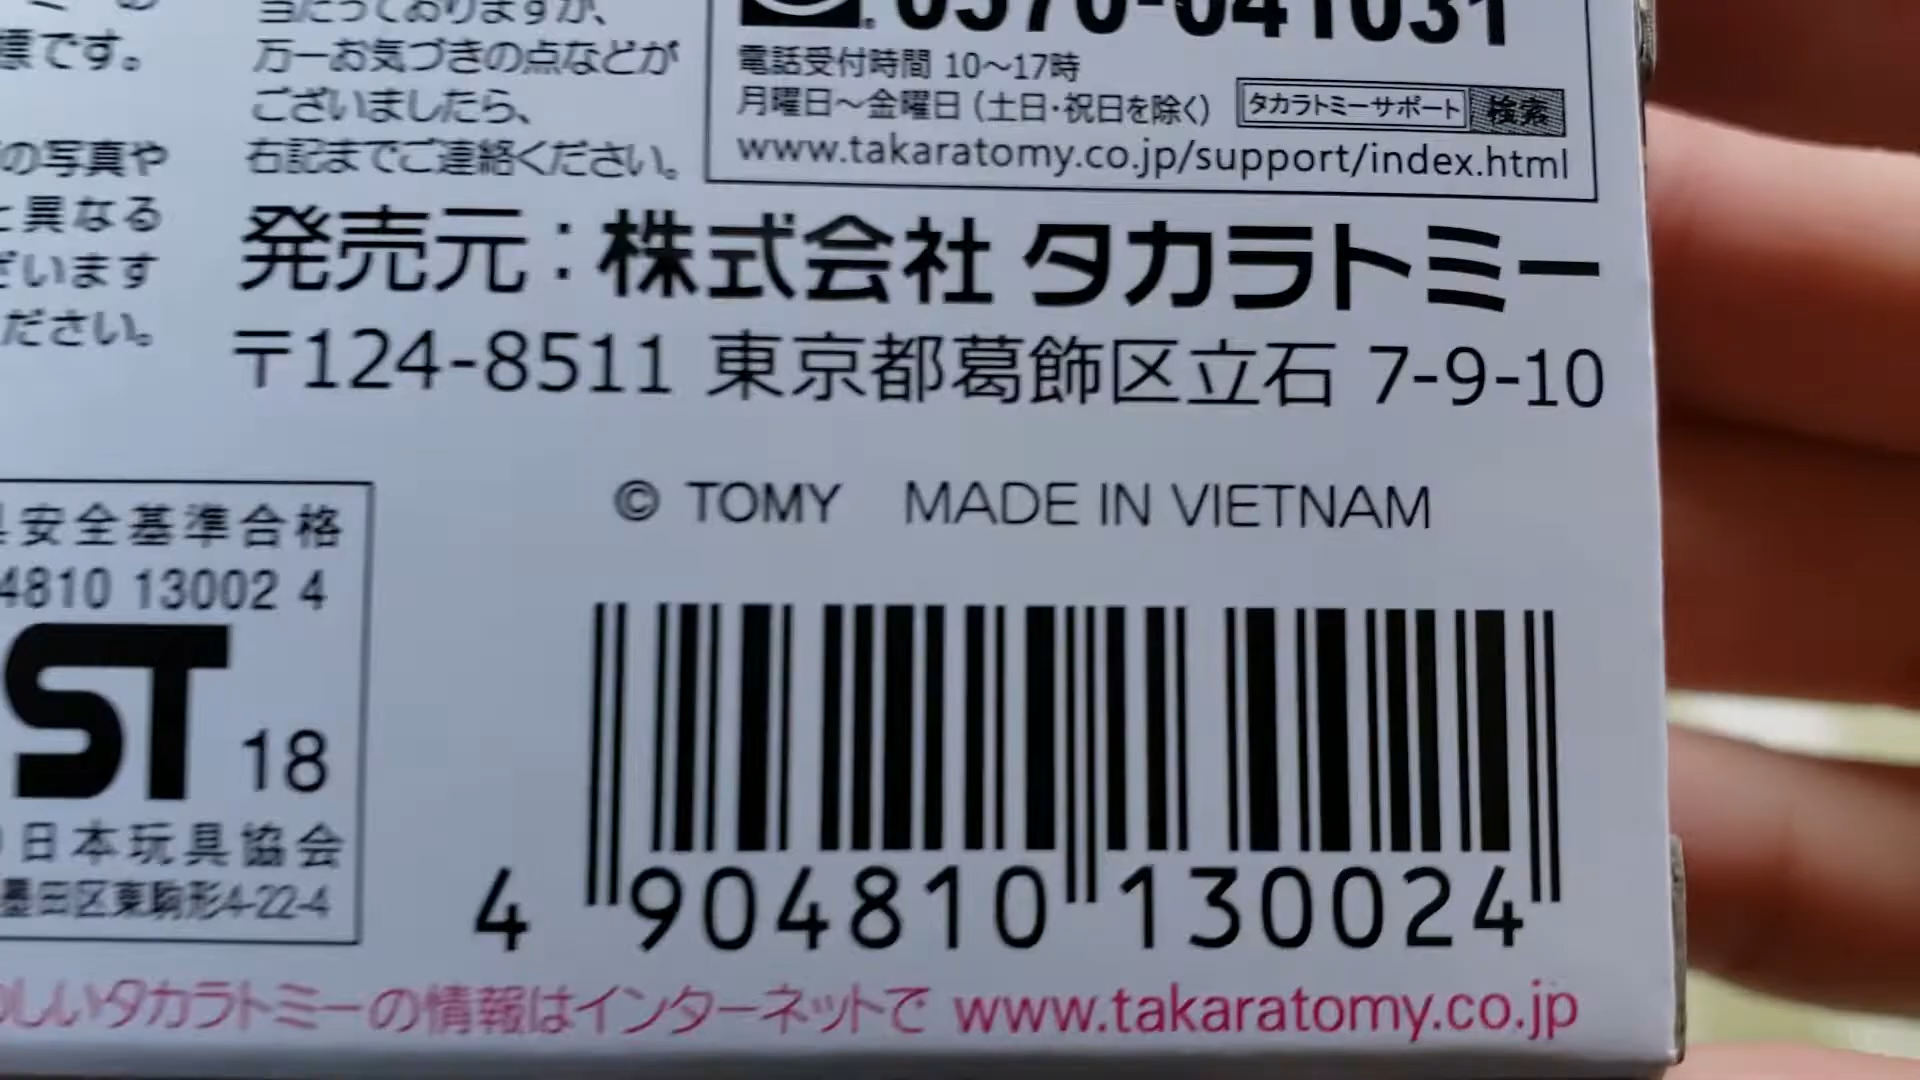 標です。
の写真や
と異なる
ざいます
ださい。
当たっておりますが、
万一お気づきの点などが
ございましたら、
右記までご連絡ください。
0570-041031
電話受付時間 10～17時
月曜日～金曜日（土日・祝日を除く）
タカラトミーサポート 検索
www.takaratomy.co.jp/support/index.html
発売元：株式会社 タカラトミー
〒124-8511 東京都葛飾区立石 7-9-10
© TOMY MADE IN VIETNAM
安全基準合格
4810 13002 4
ST 18
日本玩具協会
墨田区東駒形4-22-4
4 904810 130024
のしいタカラトミーの情報はインターネットで www.takaratomy.co.jp